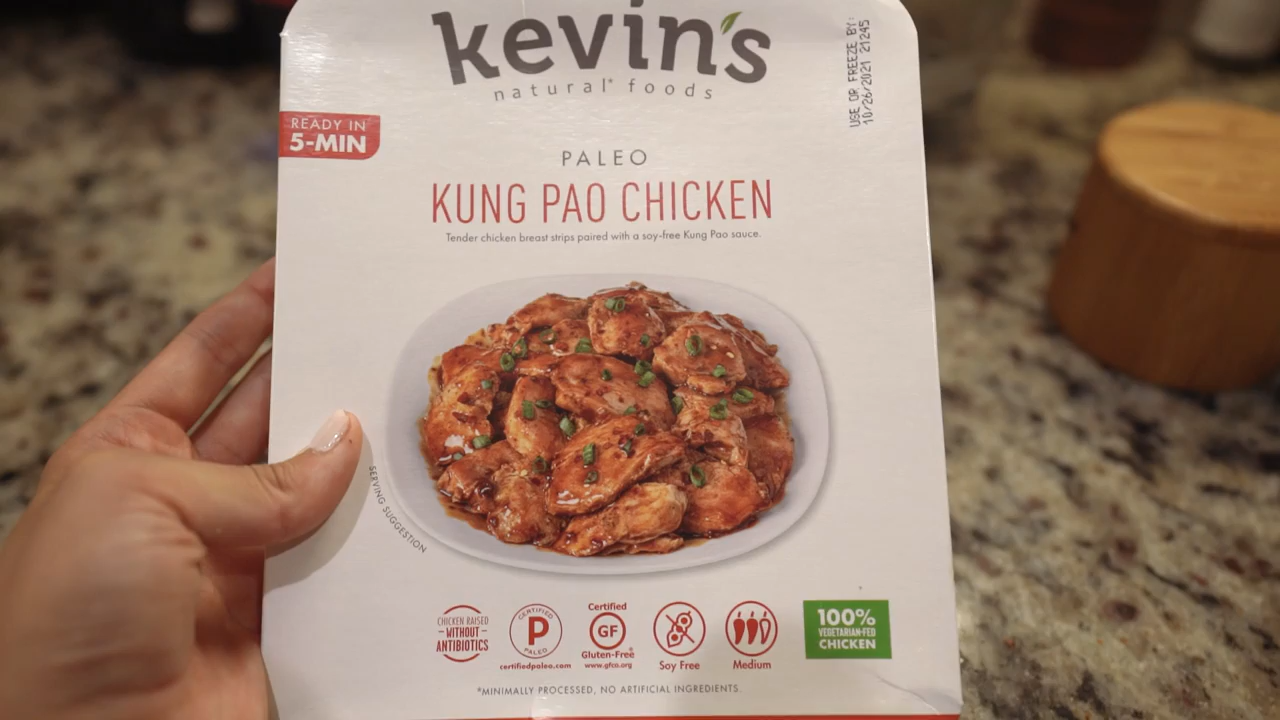 kevin's
natural* foods
USE OR FREEZE BY:
10/26/2021 21245
READY IN
5-MIN
PALEO
KUNG PAO CHICKEN
Tender chicken breast strips paired with a soy-free Kung Pao sauce.
SERVING SUGGESTION
CHICKEN RAISED
WITHOUT
ANTIBIOTICS
CERTIFIED
P
PALEO
certifiedpaleo.com
Certified
GF
Gluten-Free®
www.gfco.org
Soy Free
Medium
100%
VEGETARIAN-FED
CHICKEN
*MINIMALLY PROCESSED, NO ARTIFICIAL INGREDIENTS.